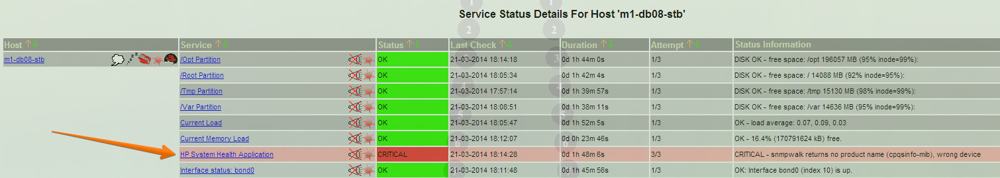 Service Status Details For Host 'm1-db08-stb'
Host Service Status Last Check Duration Attempt Status Information
m1-db08-stb /Opt Partition OK 21-03-2014 18:14:18 0d 1h 44m 0s 1/3 DISK OK - free space: /opt 196057 MB (95% inode=99%):
/Root Partition OK 21-03-2014 18:05:34 0d 1h 42m 4s 1/3 DISK OK - free space: / 14088 MB (92% inode=95%):
/Tmp Partition OK 21-03-2014 17:57:14 0d 1h 39m 57s 1/3 DISK OK - free space: /tmp 15130 MB (98% inode=99%):
/Var Partition OK 21-03-2014 18:08:51 0d 1h 38m 11s 1/3 DISK OK - free space: /var 14636 MB (95% inode=99%):
Current Load OK 21-03-2014 18:05:47 0d 1h 52m 5s 1/3 OK - load average: 0.07, 0.09, 0.03
Current Memory Load OK 21-03-2014 18:12:07 0d 0h 23m 46s 1/3 OK - 16.4% (170791624 kB) free.
HP System Health Application CRITICAL 21-03-2014 18:14:28 0d 1h 48m 6s 3/3 CRITICAL - snmpwalk returns no product name (cpqsinfo-mib), wrong device
Interface status: bond0 OK 21-03-2014 18:11:48 0d 1h 45m 56s 1/3 OK: Interface bond0 (index 10) is up.